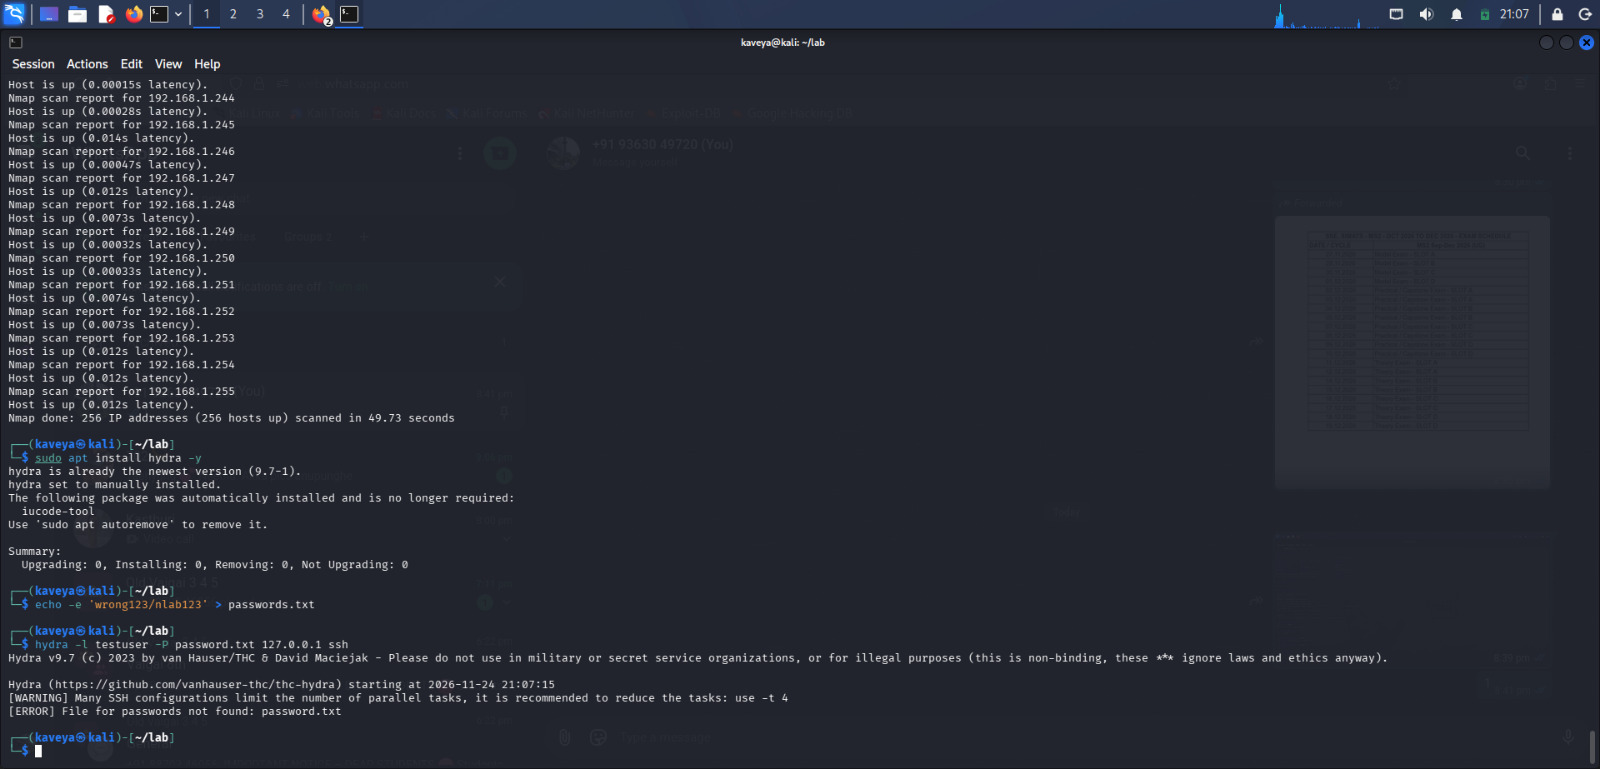 1 2 3 4 2 21:07
kaveya@kali: ~/lab
Session Actions Edit View Help
Host is up (0.00015s latency).
Nmap scan report for 192.168.1.244
Host is up (0.00028s latency).
Nmap scan report for 192.168.1.245
Host is up (0.014s latency).
Nmap scan report for 192.168.1.246
Host is up (0.00047s latency).
Nmap scan report for 192.168.1.247
Host is up (0.012s latency).
Nmap scan report for 192.168.1.248
Host is up (0.0073s latency).
Nmap scan report for 192.168.1.249
Host is up (0.00032s latency).
Nmap scan report for 192.168.1.250
Host is up (0.00033s latency).
Nmap scan report for 192.168.1.251
Host is up (0.0074s latency).
Nmap scan report for 192.168.1.252
Host is up (0.0073s latency).
Nmap scan report for 192.168.1.253
Host is up (0.012s latency).
Nmap scan report for 192.168.1.254
Host is up (0.012s latency).
Nmap scan report for 192.168.1.255
Host is up (0.012s latency).
Nmap done: 256 IP addresses (256 hosts up) scanned in 49.73 seconds
┌──(kaveya㉿kali)-[~/lab]
└─$ sudo apt install hydra -y
hydra is already the newest version (9.7-1).
hydra set to manually installed.
The following package was automatically installed and is no longer required:
iucode-tool
Use 'sudo apt autoremove' to remove it.
Summary:
Upgrading: 0, Installing: 0, Removing: 0, Not Upgrading: 0
┌──(kaveya㉿kali)-[~/lab]
└─$ echo -e 'wrong123/nlab123' > passwords.txt
┌──(kaveya㉿kali)-[~/lab]
└─$ hydra -l testuser -P password.txt 127.0.0.1 ssh
Hydra v9.7 (c) 2023 by van Hauser/THC & David Maciejak - Please do not use in military or secret service organizations, or for illegal purposes (this is non-binding, these *** ignore laws and ethics anyway).
Hydra (https://github.com/vanhauser-thc/thc-hydra) starting at 2026-11-24 21:07:15
[WARNING] Many SSH configurations limit the number of parallel tasks, it is recommended to reduce the tasks: use -t 4
[ERROR] File for passwords not found: password.txt
┌──(kaveya㉿kali)-[~/lab]
└─$
+91 93630 49720 (You)
Message yourself
Today
Type a message